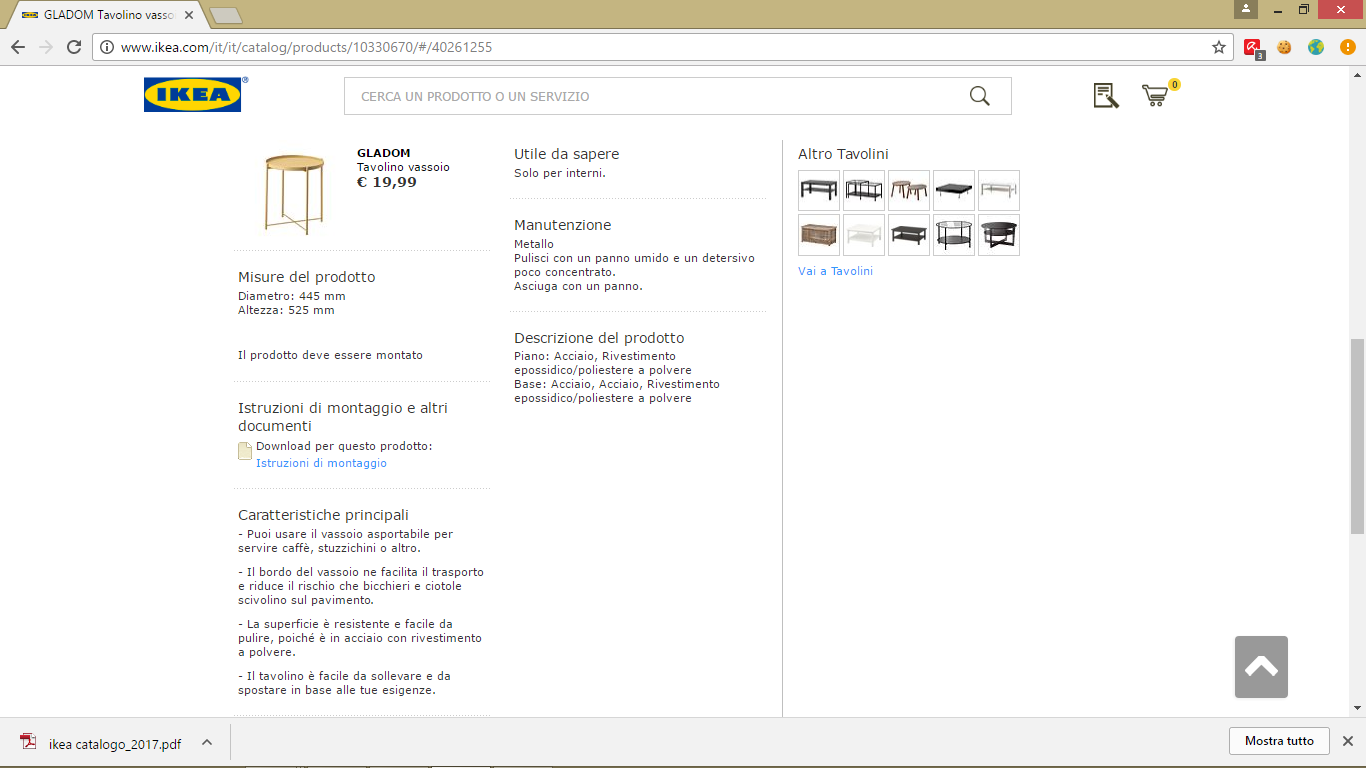 GLADOM Tavolino vasso
www.ikea.com/it/it/catalog/products/10330670/#/40261255
3
IKEA®
CERCA UN PRODOTTO O UN SERVIZIO
0
GLADOM
Tavolino vassoio
€ 19,99
Misure del prodotto
Diametro: 445 mm
Altezza: 525 mm
Il prodotto deve essere montato
Istruzioni di montaggio e altri
documenti
Download per questo prodotto:
Istruzioni di montaggio
Caratteristiche principali
- Puoi usare il vassoio asportabile per
servire caffè, stuzzichini o altro.
- Il bordo del vassoio ne facilita il trasporto
e riduce il rischio che bicchieri e ciotole
scivolino sul pavimento.
- La superficie è resistente e facile da
pulire, poiché è in acciaio con rivestimento
a polvere.
- Il tavolino è facile da sollevare e da
spostare in base alle tue esigenze.
Utile da sapere
Solo per interni.
Manutenzione
Metallo
Pulisci con un panno umido e un detersivo
poco concentrato.
Asciuga con un panno.
Descrizione del prodotto
Piano: Acciaio, Rivestimento
epossidico/poliestere a polvere
Base: Acciaio, Acciaio, Rivestimento
epossidico/poliestere a polvere
Altro Tavolini
Vai a Tavolini
ikea catalogo_2017.pdf
Mostra tutto